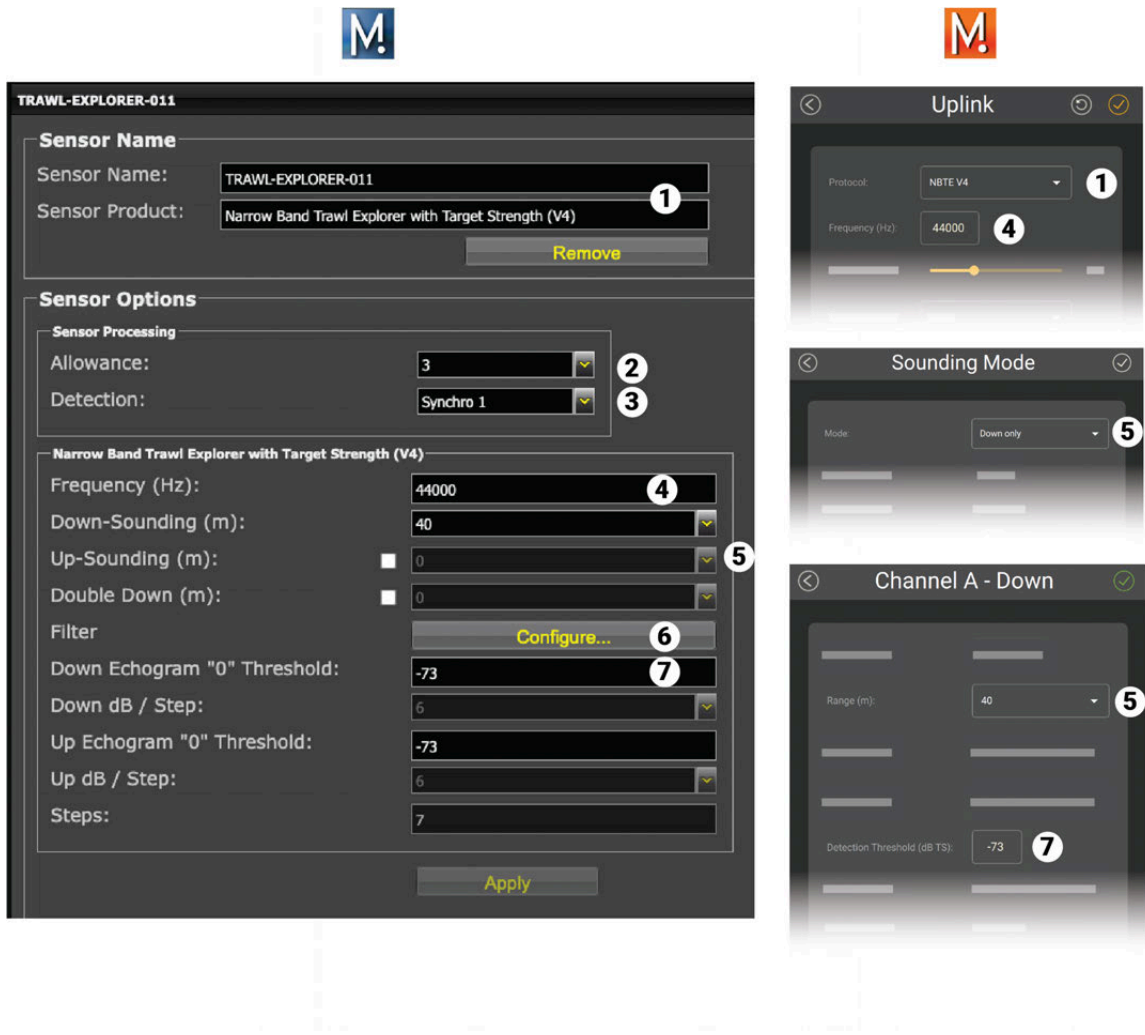 M!
M!
TRAWL-EXPLORER-011
Sensor Name
Sensor Name: TRAWL-EXPLORER-011
1
Sensor Product: Narrow Band Trawl Explorer with Target Strength (V4)
Remove
Sensor Options
Sensor Processing
Allowance: 3 2
Detection: Synchro 1 3
Narrow Band Trawl Explorer with Target Strength (V4)
Frequency (Hz): 44000 4
Down-Sounding (m): 40
Up-Sounding (m): 0 5
Double Down (m): 0
Filter Configure... 6
Down Echogram "0" Threshold: -73 7
Down dB / Step: 6
Up Echogram "0" Threshold: -73
Up dB / Step: 6
Steps: 7
Apply
Uplink
Protocol: NBTE V4 1
Frequency (Hz): 44000 4
Sounding Mode
Mode: Down only 5
Channel A - Down
Range (m): 40 5
Detection Threshold (dB TS): -73 7